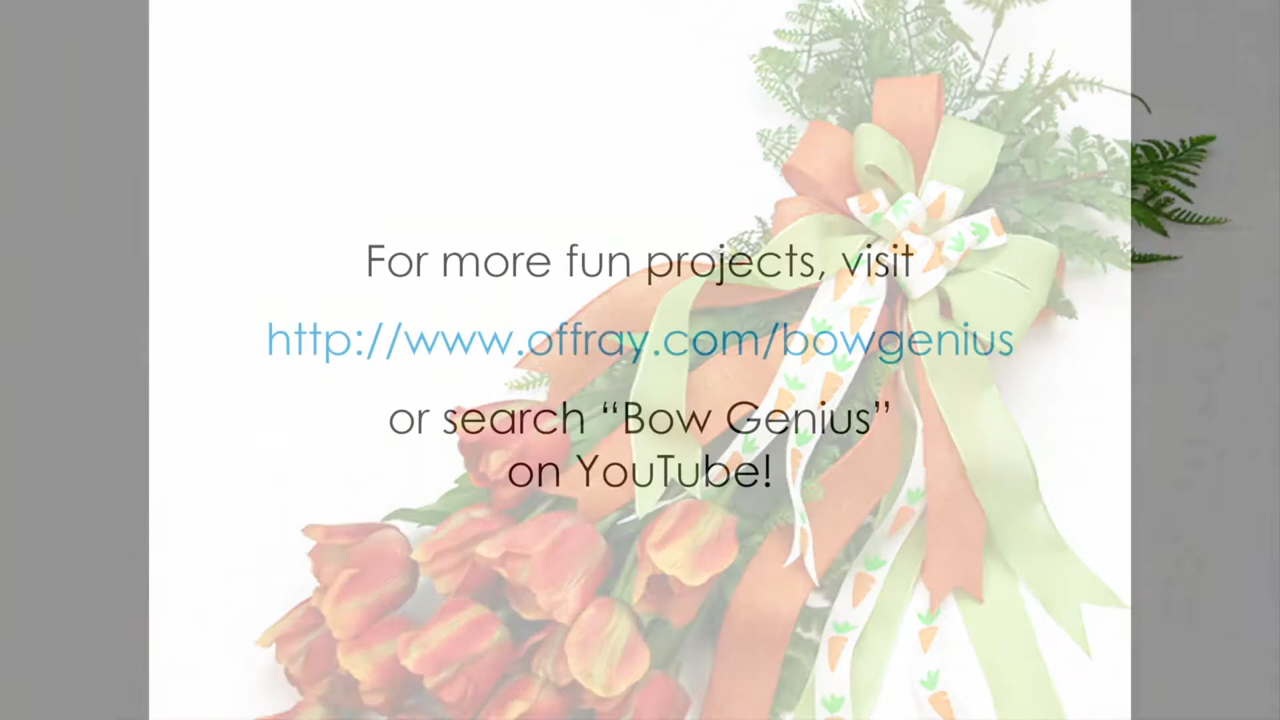 For more fun projects, visit
http://www.offray.com/bowgenius
or search “Bow Genius”
on YouTube!